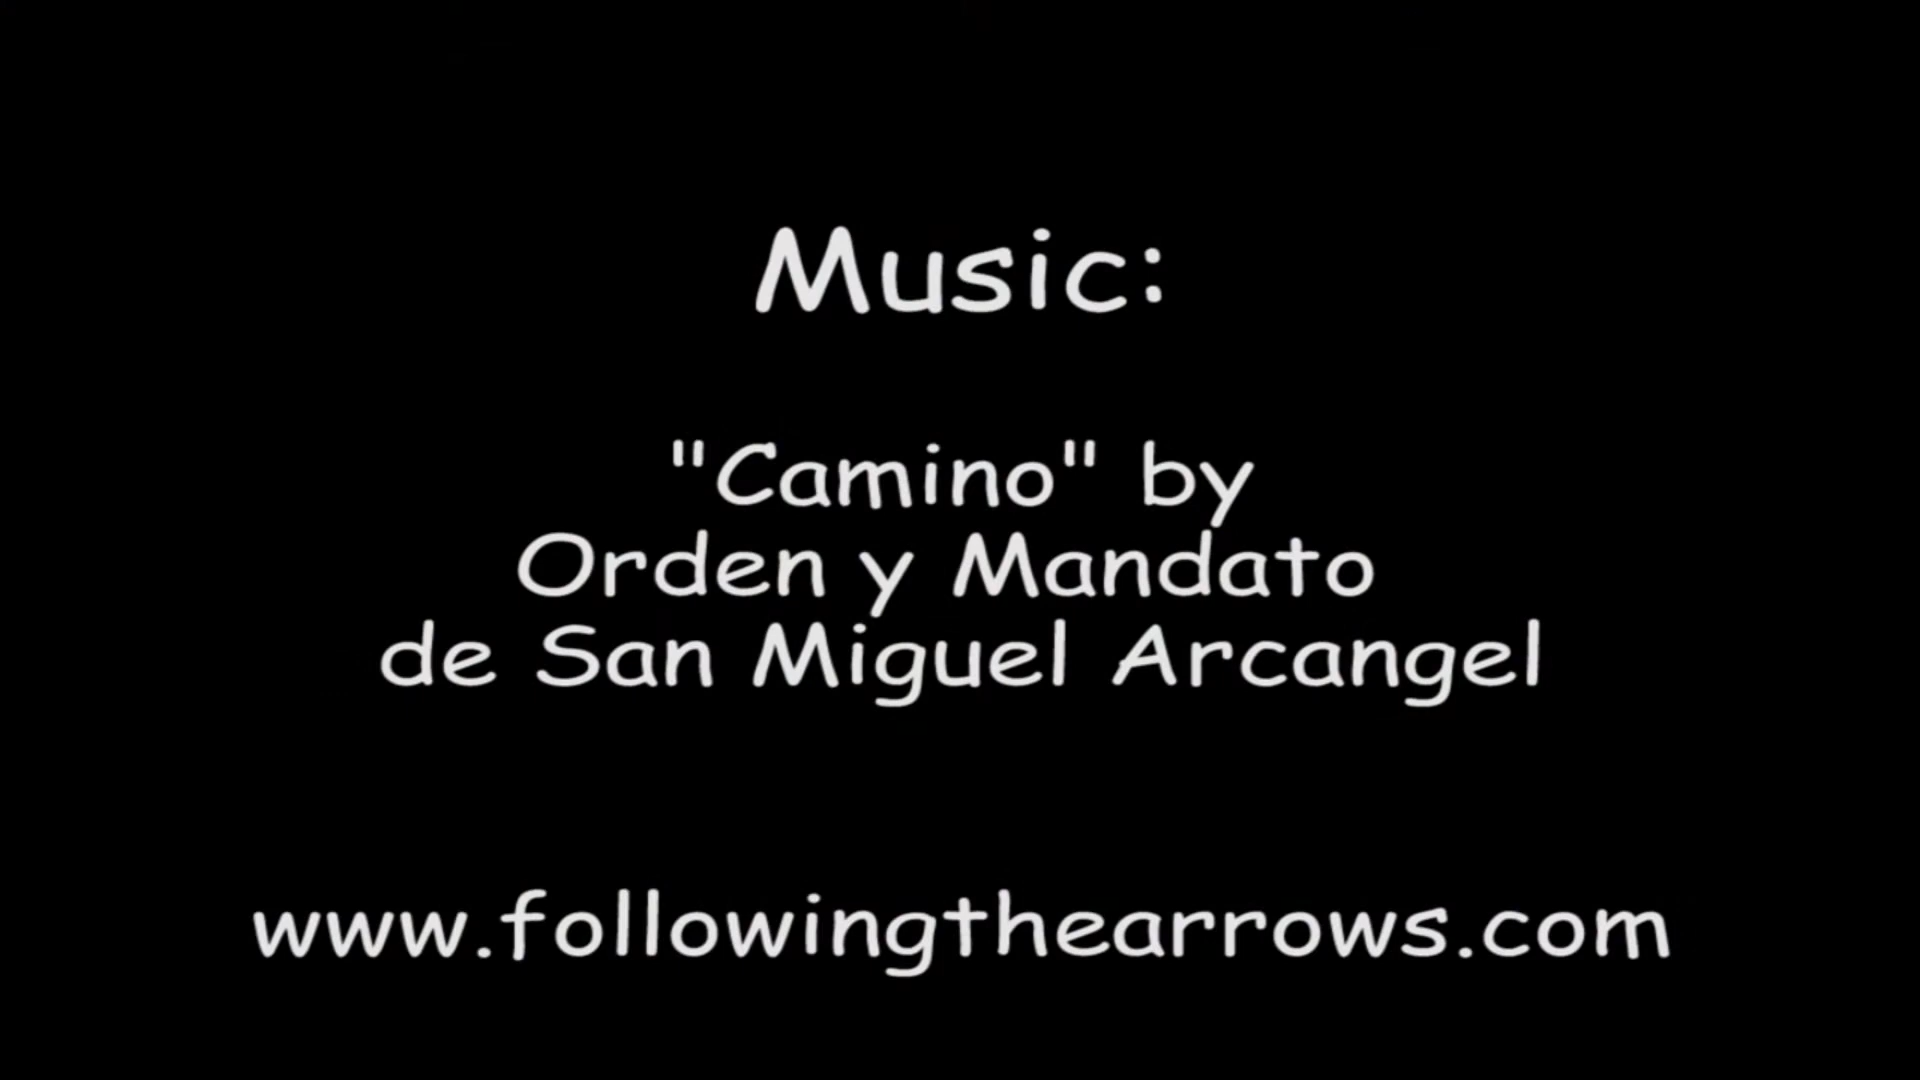 Music:
"Camino" by
Orden y Mandato
de San Miguel Arcangel
www.followingthearrows.com